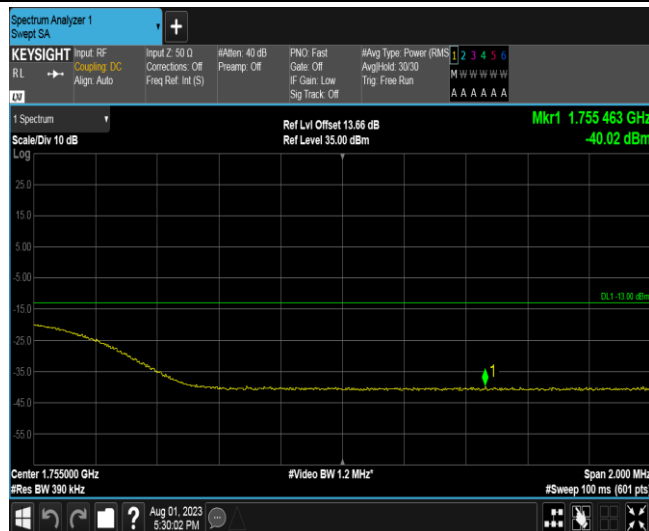 Spectrum Analyzer 1
Swept SA
+
KEYSIGHT
RL
LXI
Input: RF
Coupling: DC
Align: Auto
Input Z: 50 Ω
Corrections: Off
Freq Ref: Int (S)
#Atten: 40 dB
Preamp: Off
PNO: Fast
Gate: Off
IF Gain: Low
Sig Track: Off
#Avg Type: Power (RMS
Avg|Hold: 30/30
Trig: Free Run
1 2 3 4 5 6
M W W W W W
A A A A A A
1 Spectrum
Scale/Div 10 dB
Log
Ref Lvl Offset 13.66 dB
Ref Level 35.00 dBm
Mkr1 1.755 463 GHz
-40.02 dBm
25.0
15.0
5.00
-5.00
DL1 -13.00 dBm
-15.0
-25.0
-35.0
1
-45.0
-55.0
Center 1.755000 GHz
#Res BW 390 kHz
#Video BW 1.2 MHz*
Span 2.000 MHz
#Sweep 100 ms (601 pts)
?
Aug 01, 2023
5:30:02 PM